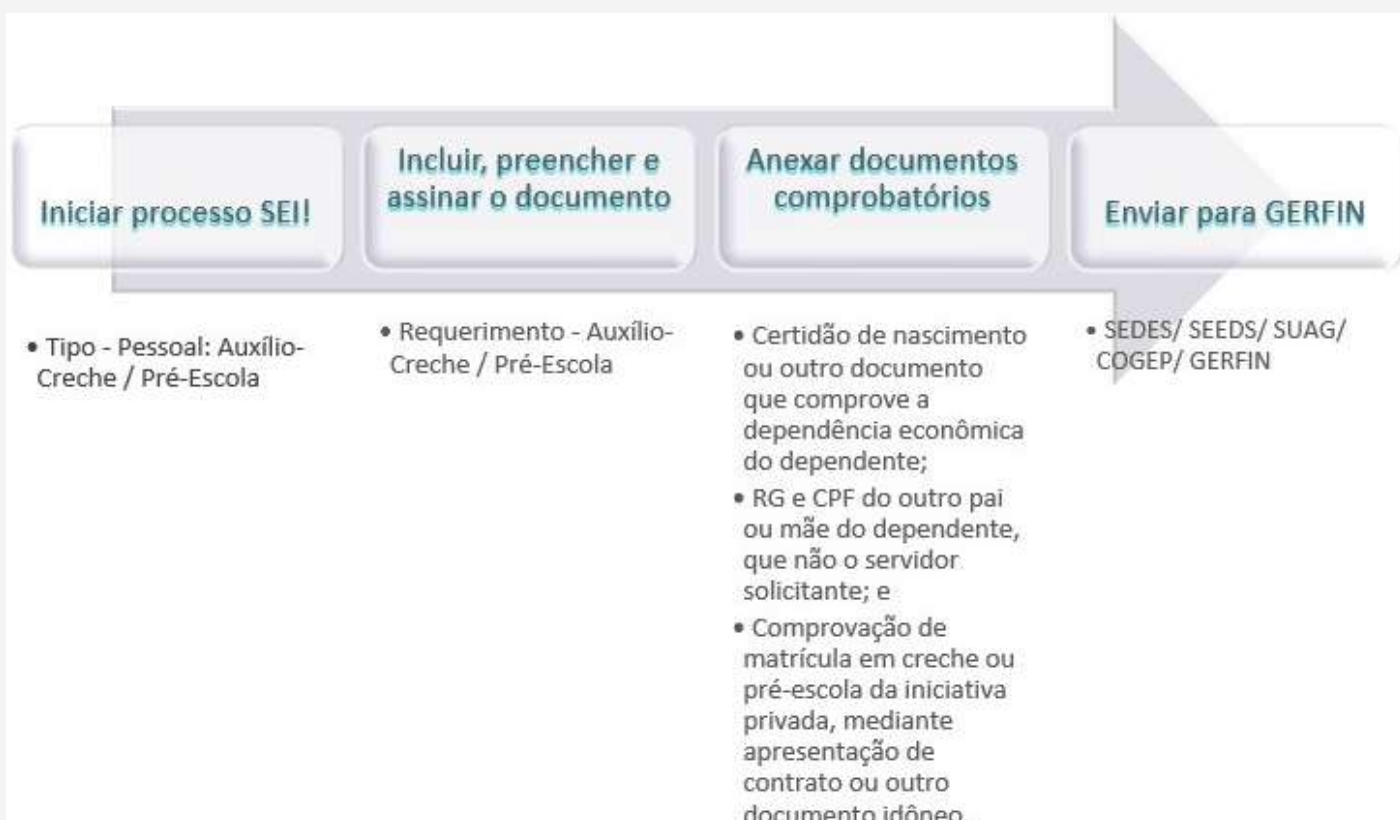 Iniciar processo SEI!
• Tipo - Pessoal: Auxílio-
Creche / Pré-Escola
Incluir, preencher e
assinar o documento
• Requerimento - Auxílio-
Creche / Pré-Escola
Anexar documentos
comprobatórios
• Certidão de nascimento
ou outro documento
que comprove a
dependência econômica
do dependente;
• RG e CPF do outro pai
ou mãe do dependente,
que não o servidor
solicitante; e
• Comprovação de
matrícula em creche ou
pré-escola da iniciativa
privada, mediante
apresentação de
contrato ou outro
documento idôneo.
Enviar para GERFIN
• SEDES/ SEEDS/ SUAG/
COGEP/ GERFIN